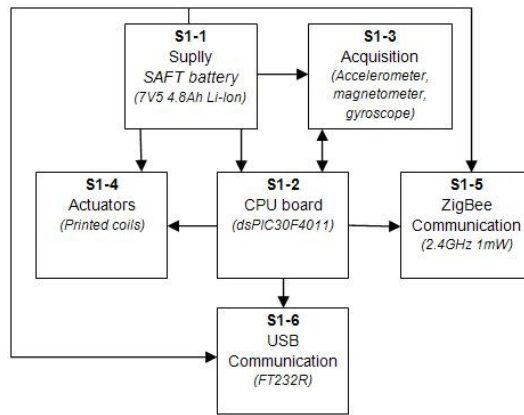 S1-1
Suplly
SAFT battery
(7V5 4.8Ah Li-Ion)
S1-3
Acquisition
(Accelerometer,
magnetometer,
gyroscope)
S1-4
Actuators
(Printed coils)
S1-2
CPU board
(dsPIC30F4011)
S1-5
ZigBee
Communication
(2.4GHz 1mW)
S1-6
USB
Communication
(FT232R)